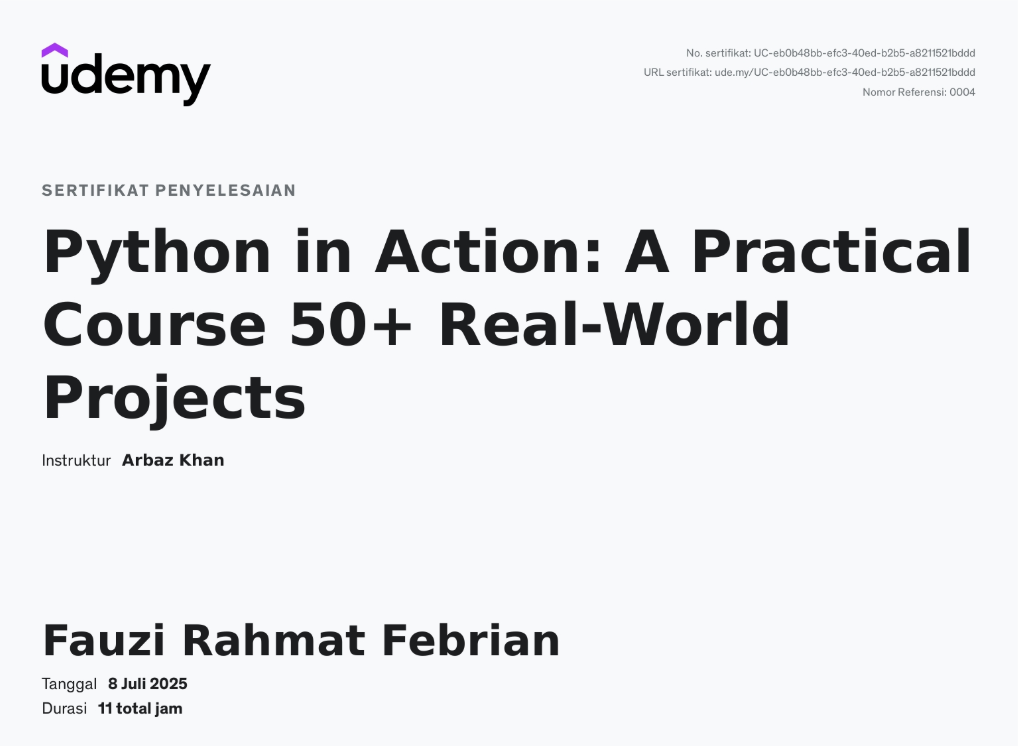 udemy
No. sertifikat: UC-eb0b48bb-efc3-40ed-b2b5-a8211521bddd
URL sertifikat: ude.my/UC-eb0b48bb-efc3-40ed-b2b5-a8211521bddd
Nomor Referensi: 0004
SERTIFIKAT PENYELESAIAN
Python in Action: A Practical
Course 50+ Real-World
Projects
Instruktur Arbaz Khan
Fauzi Rahmat Febrian
Tanggal 8 Juli 2025
Durasi 11 total jam